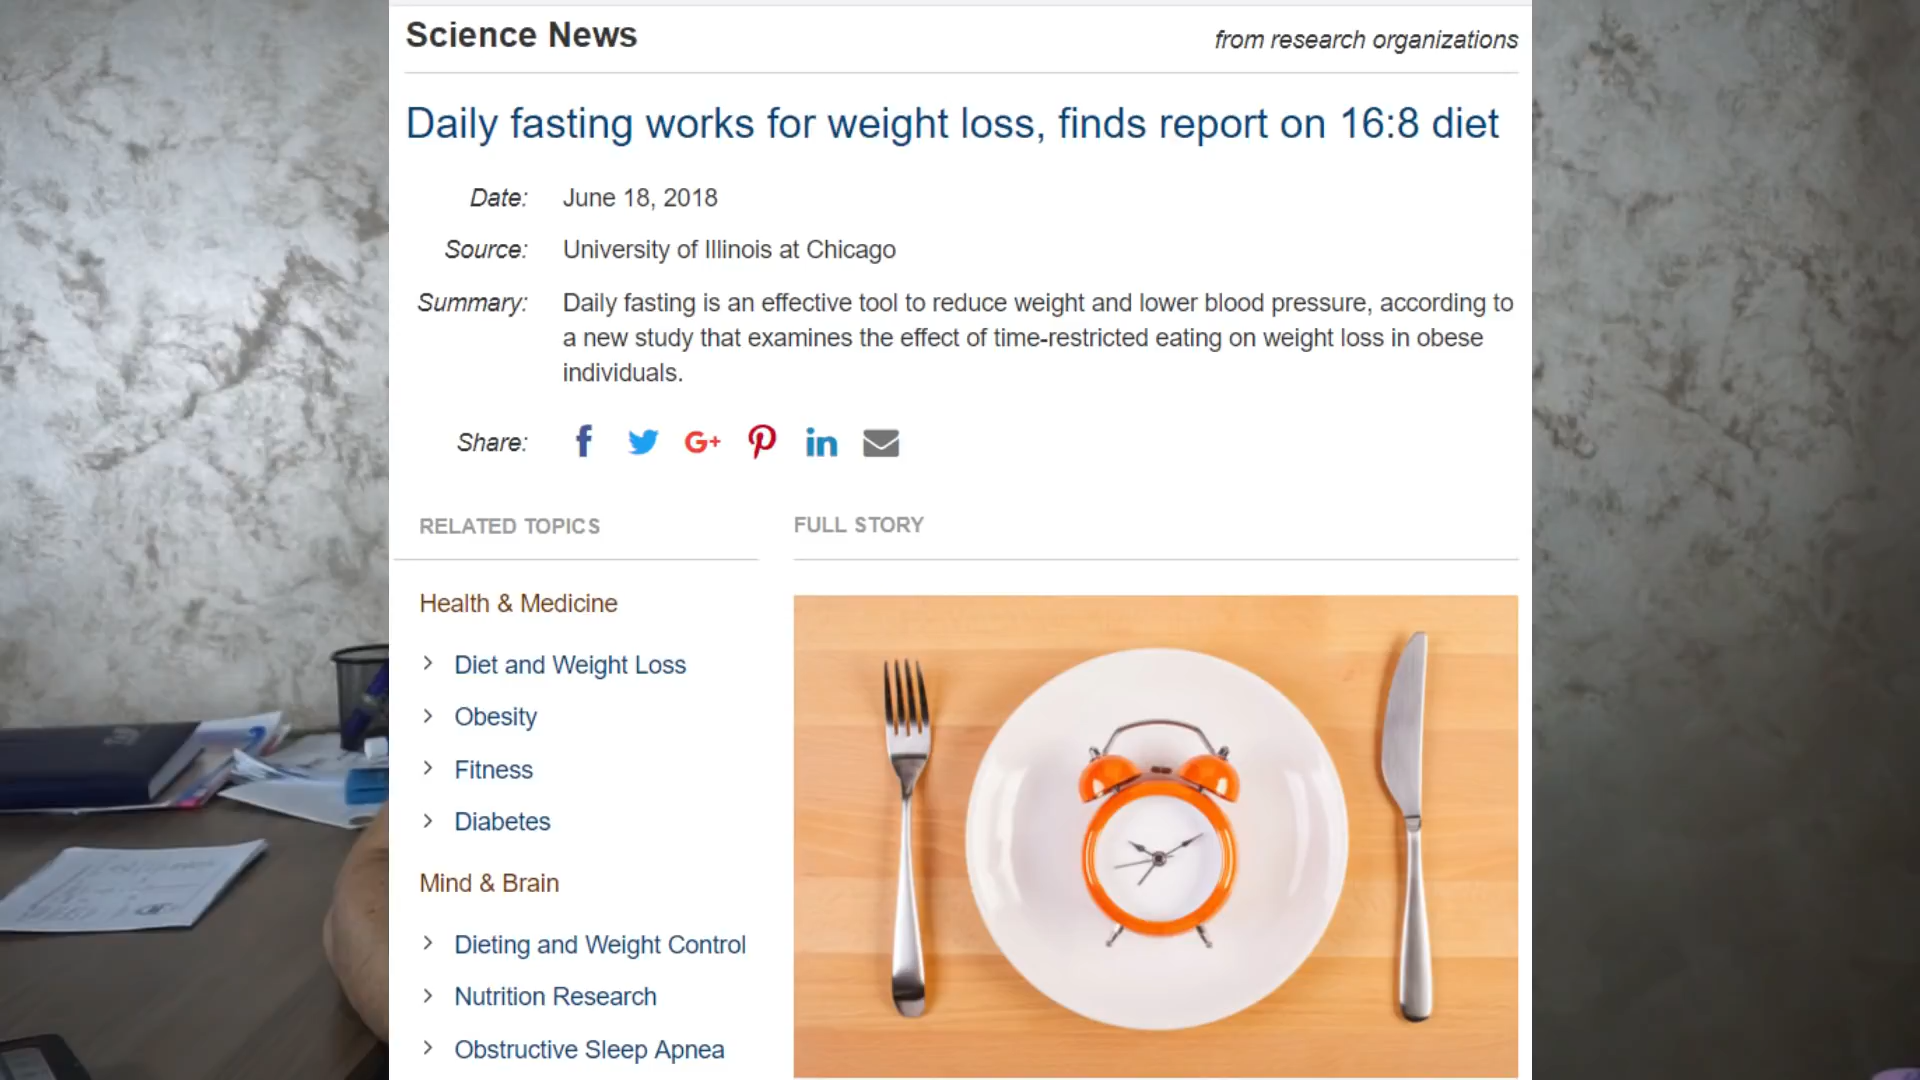 Science News
from research organizations
Daily fasting works for weight loss, finds report on 16:8 diet
Date: June 18, 2018
Source: University of Illinois at Chicago
Summary: Daily fasting is an effective tool to reduce weight and lower blood pressure, according to
a new study that examines the effect of time-restricted eating on weight loss in obese
individuals.
Share: f G+ in
RELATED TOPICS
Health & Medicine
Diet and Weight Loss
Obesity
Fitness
Diabetes
Mind & Brain
Dieting and Weight Control
Nutrition Research
Obstructive Sleep Apnea
FULL STORY